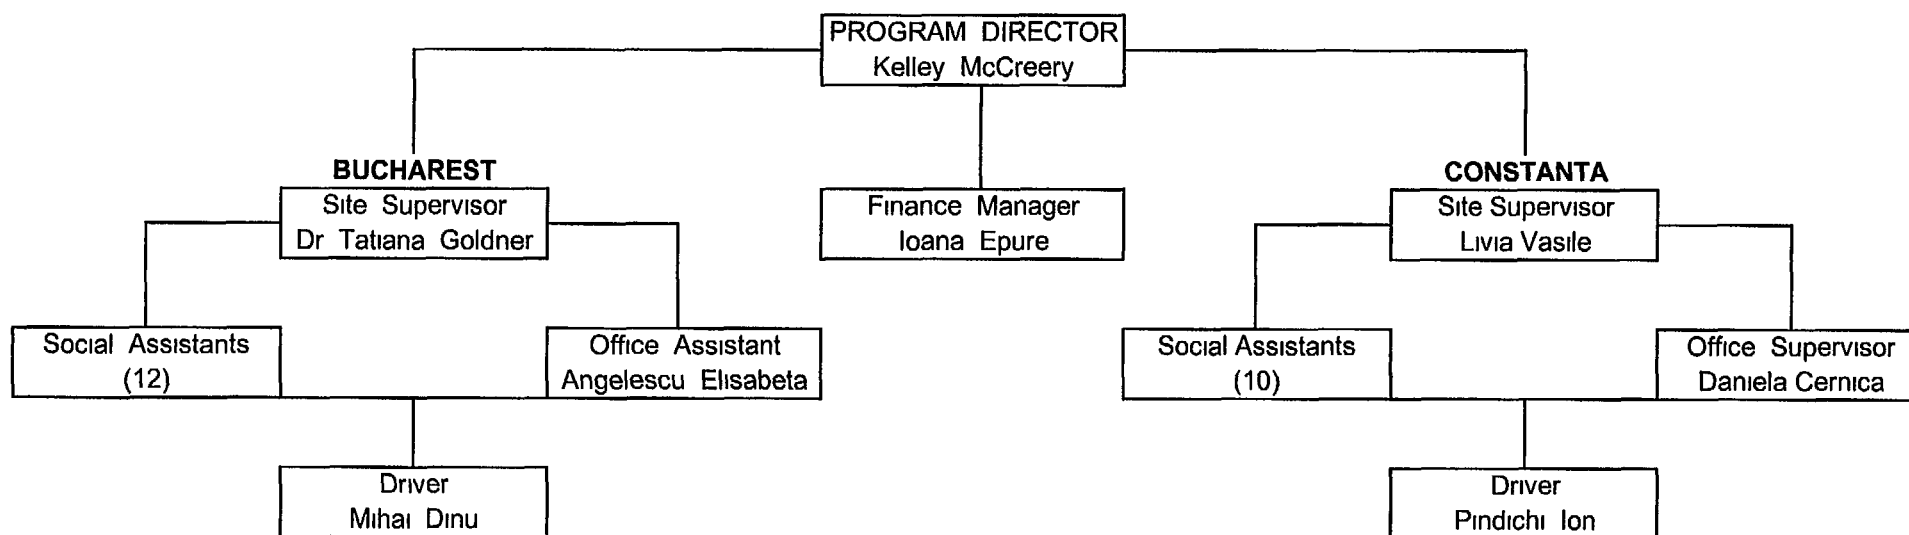 PROGRAM DIRECTOR
Kelley McCreery
BUCHAREST
Site Supervisor
Dr Tatiana Goldner
Finance Manager
Ioana Epure
CONSTANTA
Site Supervisor
Livia Vasile
Social Assistants
(12)
Office Assistant
Angelescu Elisabeta
Social Assistants
(10)
Office Supervisor
Daniela Cernica
Driver
Mihai Dinu
Driver
Pindichi Ion